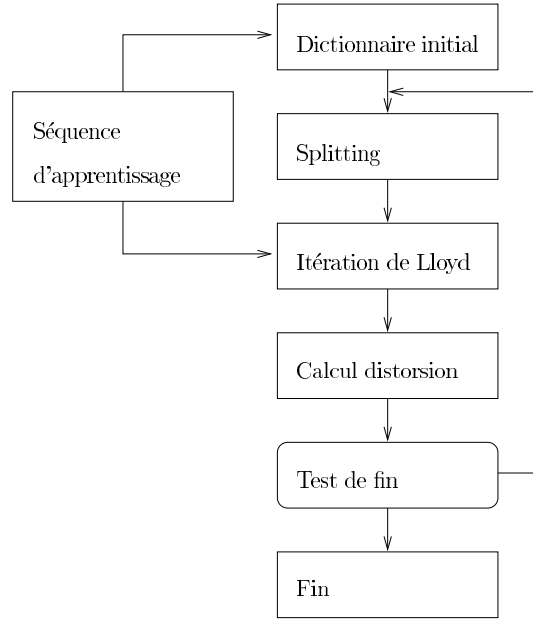 Dictionnaire initial
Séquence
d'apprentissage
Splitting
Itération de Lloyd
Calcul distorsion
Test de fin
Fin